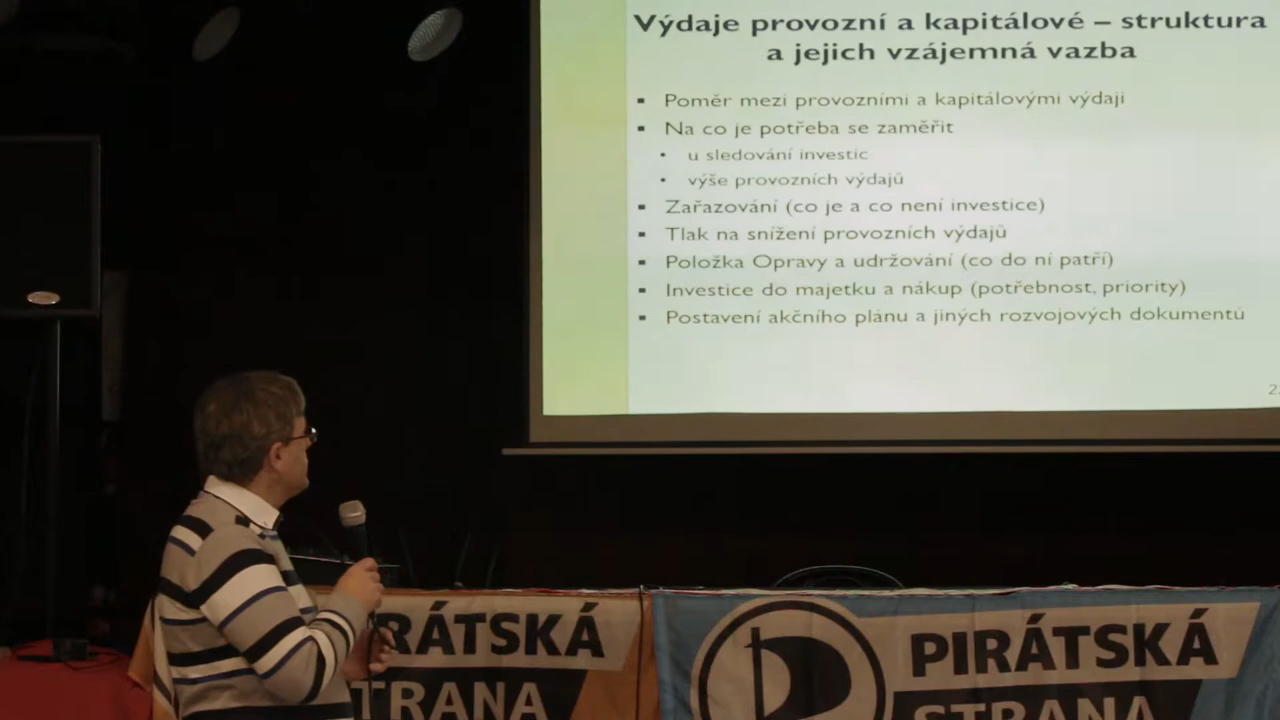 Výdaje provozní a kapitálové – struktura
a jejich vzájemná vazba
▪ Poměr mezi provozními a kapitálovými výdaji
▪ Na co je potřeba se zaměřit
• u sledování investic
• výše provozních výdajů
▪ Zařazování (co je a co není investice)
▪ Tlak na snížení provozních výdajů
▪ Položka Opravy a udržování (co do ní patří)
▪ Investice do majetku a nákup (potřebnost, priority)
▪ Postavení akčního plánu a jiných rozvojových dokumentů
RÁTSKÁ
TRANA
PIRÁTSKÁ
STRANA